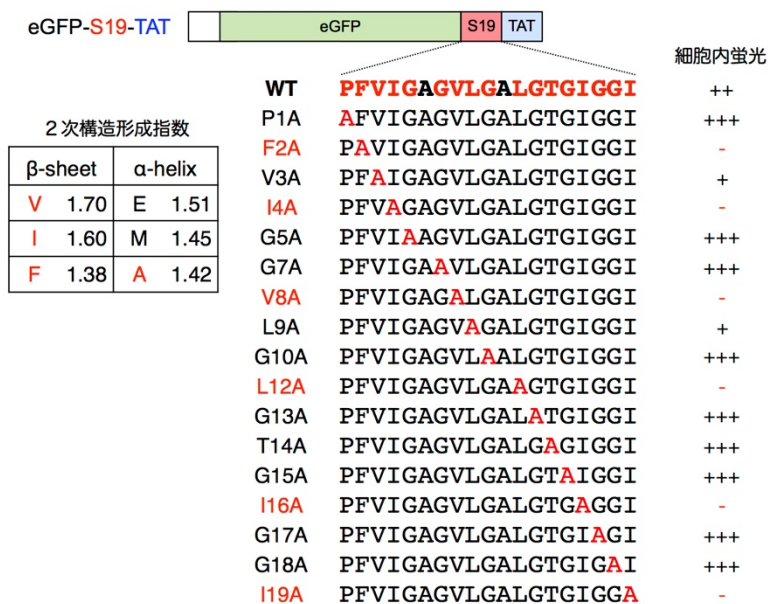 eGFP-S19-TAT eGFP S19 TAT
細胞内蛍光
WT PFVIGAGVLGALGTGIGGI ++
P1A AFVIGAGVLGALGTGIGGI +++
F2A PAVIGAGVLGALGTGIGGI -
V3A PFAIGAGVLGALGTGIGGI +
I4A PFVAGAGVLGALGTGIGGI -
G5A PFVIAAGVLGALGTGIGGI +++
G7A PFVIGAAVLGALGTGIGGI +++
V8A PFVIGAGALGALGTGIGGI -
L9A PFVIGAGVAGALGTGIGGI +
G10A PFVIGAGVLAALGTGIGGI +++
L12A PFVIGAGVLGAAGTGIGGI -
G13A PFVIGAGVLGALATGIGGI +++
T14A PFVIGAGVLGALGAGIGGI +++
G15A PFVIGAGVLGALGTAIGGI +++
I16A PFVIGAGVLGALGTGAGGI -
G17A PFVIGAGVLGALGTGIAGI +++
G18A PFVIGAGVLGALGTGIGAI +++
I19A PFVIGAGVLGALGTGIGGA -
2次構造形成指数
β-sheet α-helix
V 1.70 E 1.51
I 1.60 M 1.45
F 1.38 A 1.42